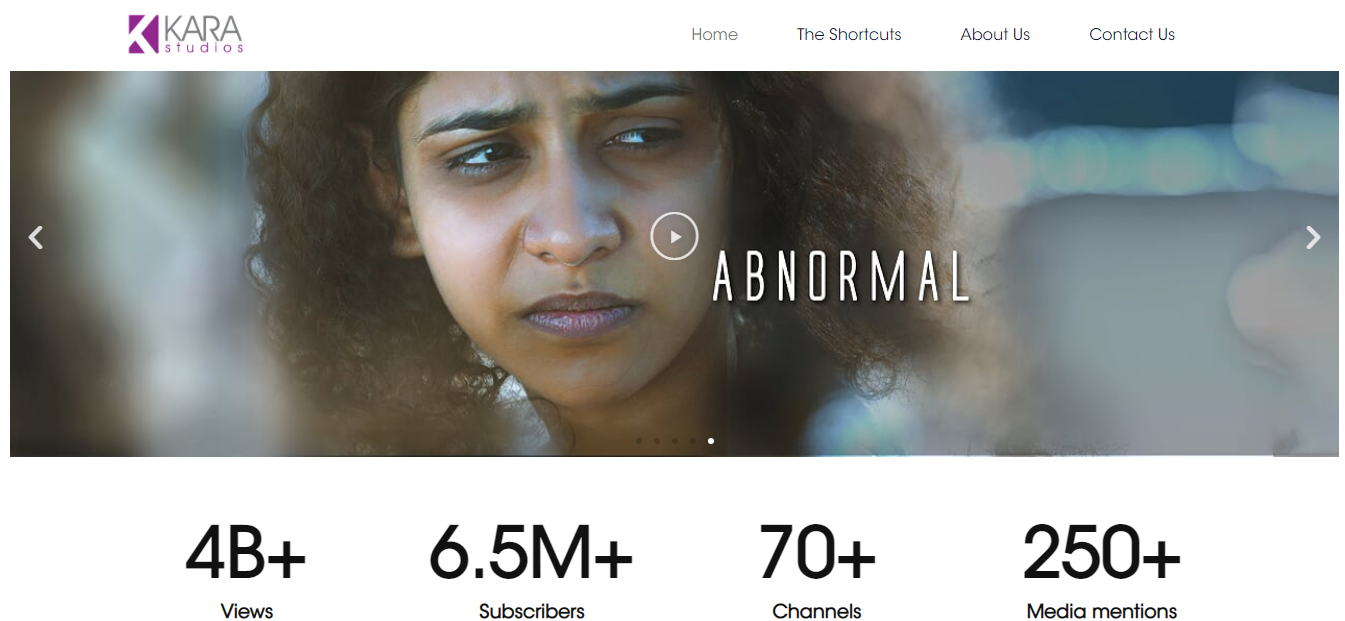 KARA
studios
Home The Shortcuts About Us Contact Us
ABNORMAL
4B+ 6.5M+ 70+ 250+
Views Subscribers Channels Media mentions